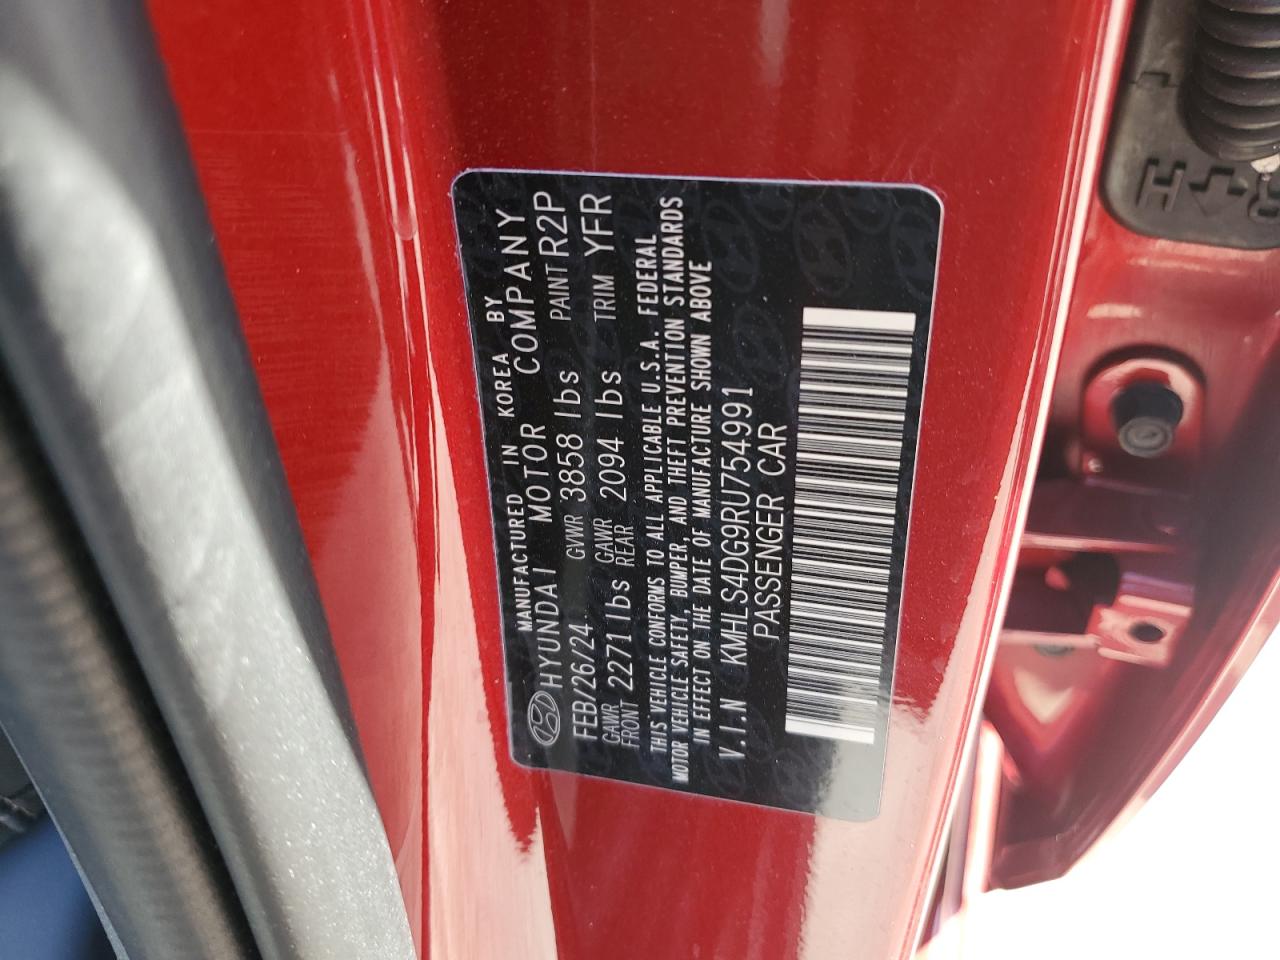 MANUFACTURED IN KOREA BY
HYUNDAI MOTOR COMPANY
FEB/26/24 GVWR 3858 lbs PAINT R2P
GAWR FRONT 2271 lbs GAWR REAR 2094 lbs TRIM YFR
THIS VEHICLE CONFORMS TO ALL APPLICABLE U.S.A. FEDERAL
MOTOR VEHICLE SAFETY, BUMPER, AND THEFT PREVENTION STANDARDS
IN EFFECT ON THE DATE OF MANUFACTURE SHOWN ABOVE
V.I.N KMHLS4DG9RU754991
PASSENGER CAR